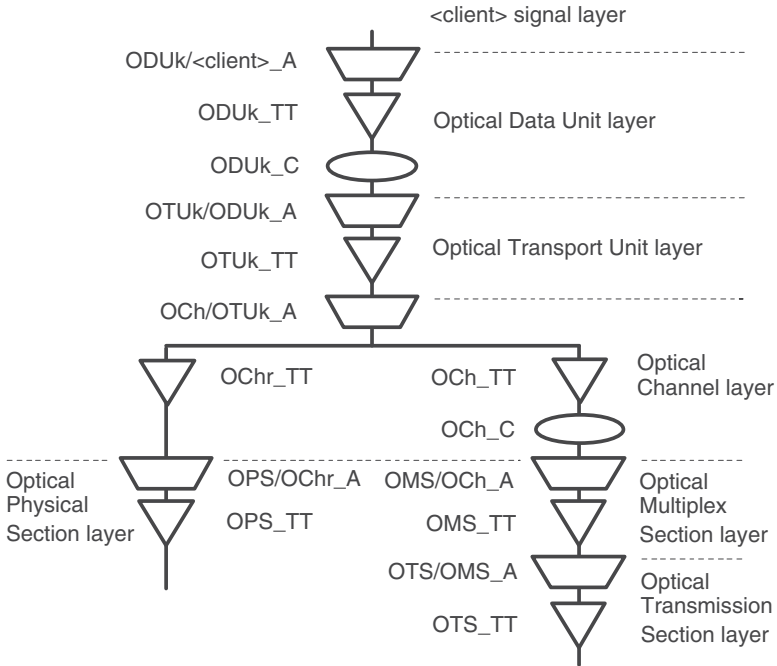 <client> signal layer
ODUk/<client>_A
ODUk_TT
Optical Data Unit layer
ODUk_C
OTUk/ODUk_A
OTUk_TT
Optical Transport Unit layer
OCh/OTUk_A
OChr_TT
OCh_TT
Optical
Channel layer
OCh_C
Optical
Physical
Section layer
OPS/OChr_A
OPS_TT
OMS/OCh_A
OMS_TT
Optical
Multiplex
Section layer
OTS/OMS_A
OTS_TT
Optical
Transmission
Section layer